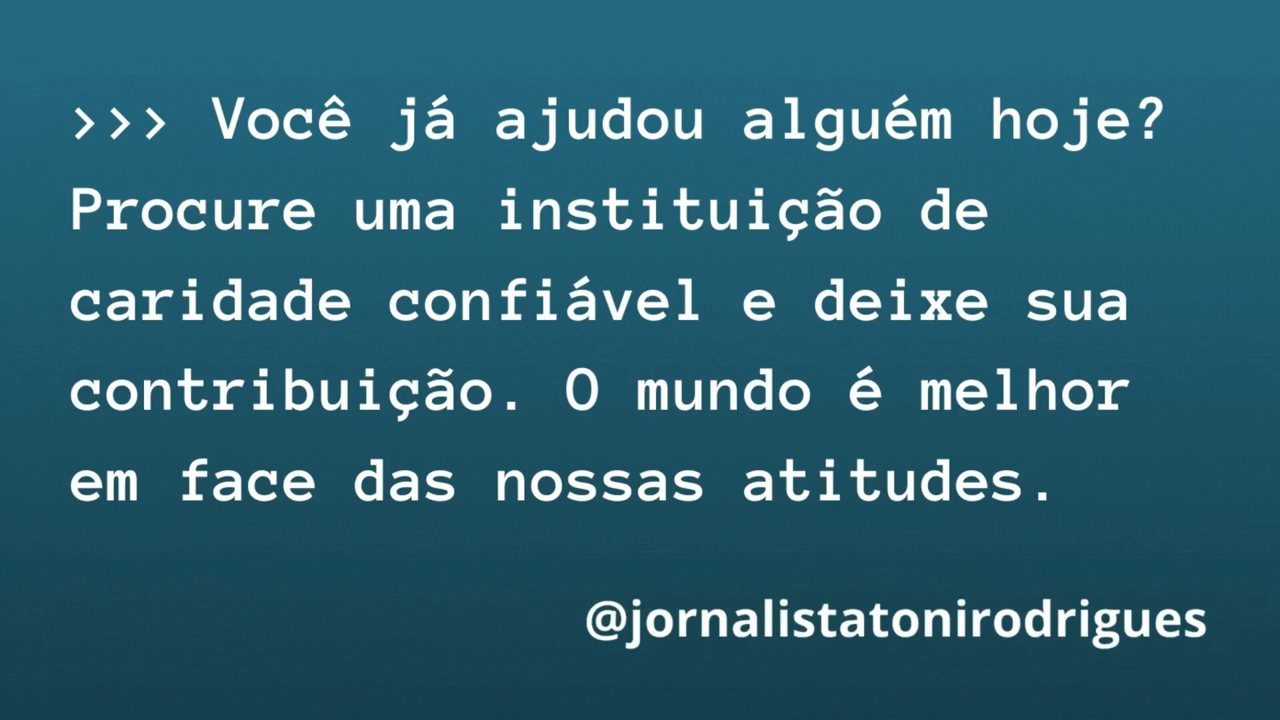 ››› Você já ajudou alguém hoje?
Procure uma instituição de
caridade confiável e deixe sua
contribuição. O mundo é melhor
em face das nossas atitudes.
@jornalistatonirodrigues